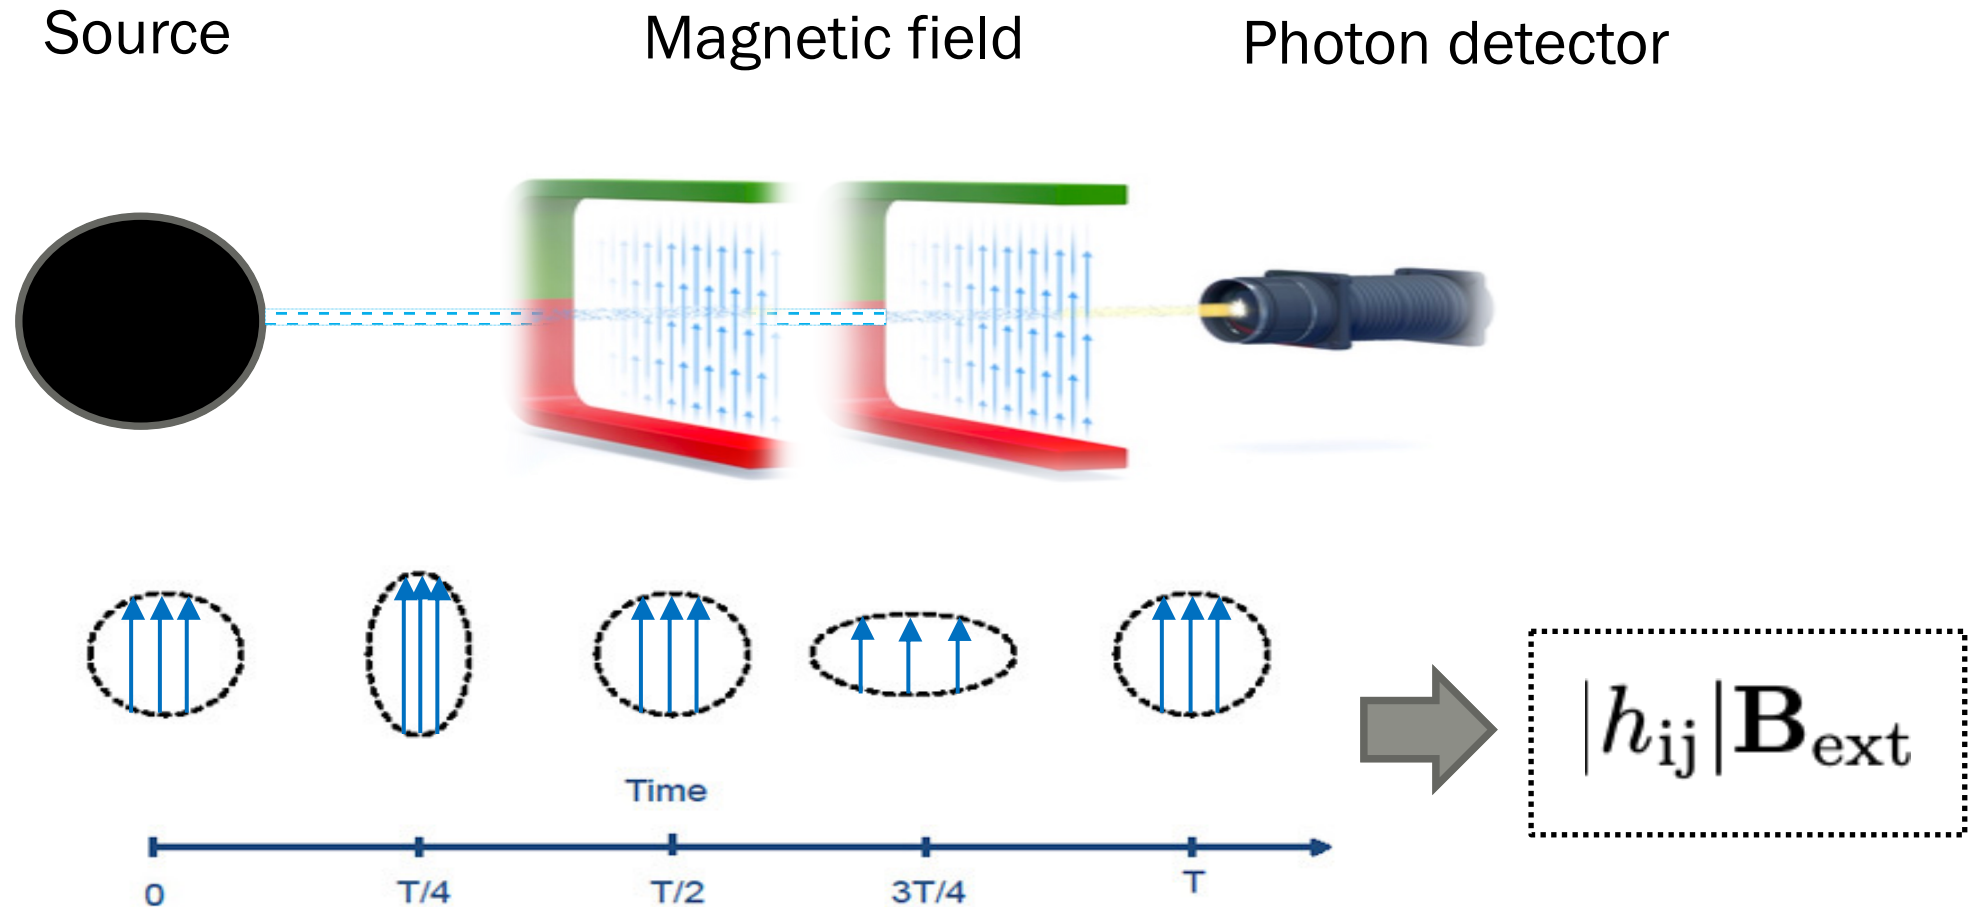 Source
Magnetic field
Photon detector
|h_ij|B_ext
Time
0
T/4
T/2
3T/4
T